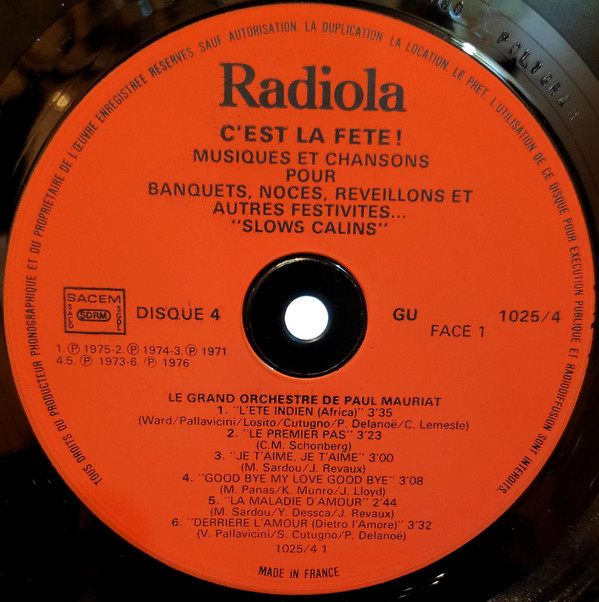 TOUS DROITS DU PRODUCTEUR PHONOGRAPHIQUE ET DU PROPRIETAIRE DE L'ŒUVRE ENREGISTREE RESERVES. SAUF AUTORISATION. LA DUPLICATION. LA LOCATION. LE PRET. L'UTILISATION DE CE DISQUE POUR EXECUTION PUBLIQUE ET RADIODIFFUSION SONT INTERDITS.
POLYGRAM
Radiola
C'EST LA FETE!
MUSIQUES ET CHANSONS
POUR
BANQUETS, NOCES, REVEILLONS ET
AUTRES FESTIVITES...
"SLOWS CALINS"
SACEM
SACD SDRM SGDL
DISQUE 4
GU 1025/4
FACE 1
1. Ⓟ 1975-2. Ⓟ 1974-3. Ⓟ 1971
4.5. Ⓟ 1973-6. Ⓟ 1976
LE GRAND ORCHESTRE DE PAUL MAURIAT
1. "L'ETE INDIEN (Africa)" 3'35
(Ward/Pallavicini/Losito/Cutugno/P. Delanoë/C. Lemesle)
2. "LE PREMIER PAS" 3'23
(C.M. Schonberg)
3. "JE T'AIME, JE T'AIME" 3'00
(M. Sardou/J. Revaux)
4. "GOOD BYE MY LOVE GOOD BYE" 3'08
(M. Panas/K. Munro/J. Lloyd)
5. "LA MALADIE D'AMOUR" 2'44
(M. Sardou/Y. Dessca/J. Revaux)
6. "DERRIERE L'AMOUR (Dietro l'Amore)" 3'32
(V. Pallavicini/S. Cutugno/P. Delanoë)
1025/4 1
MADE IN FRANCE